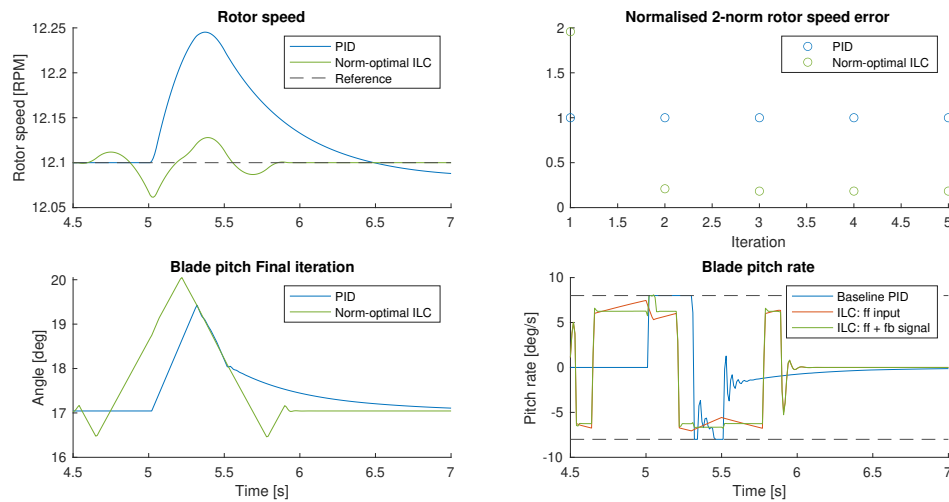 Rotor speed
Rotor speed [RPM]
12.25
12.2
12.15
12.1
12.05
4.5 5 5.5 6 6.5 7
PID
Norm-optimal ILC
Reference
Normalised 2-norm rotor speed error
2
1.5
1
0.5
0
1 1.5 2 2.5 3 3.5 4 4.5 5
Iteration
PID
Norm-optimal ILC
Blade pitch Final iteration
Angle [deg]
20
19
18
17
16
4.5 5 5.5 6 6.5 7
Time [s]
PID
Norm-optimal ILC
Blade pitch rate
Pitch rate [deg/s]
10
5
0
-5
-10
4.5 5 5.5 6 6.5 7
Time [s]
Baseline PID
ILC: ff input
ILC: ff + fb signal